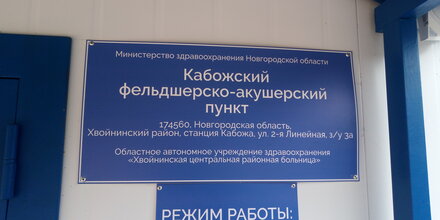 Министерство здравоохранения Новгородской области
Кабожский
фельдшерско-акушерский
пункт
174560, Новгородская область,
Хвойнинский район, станция Кабожа, ул. 2-я Линейная, з/у 3а
Областное автономное учреждение здравоохранения
«Хвойнинская центральная районная больница»
РЕЖИМ РАБОТЫ: